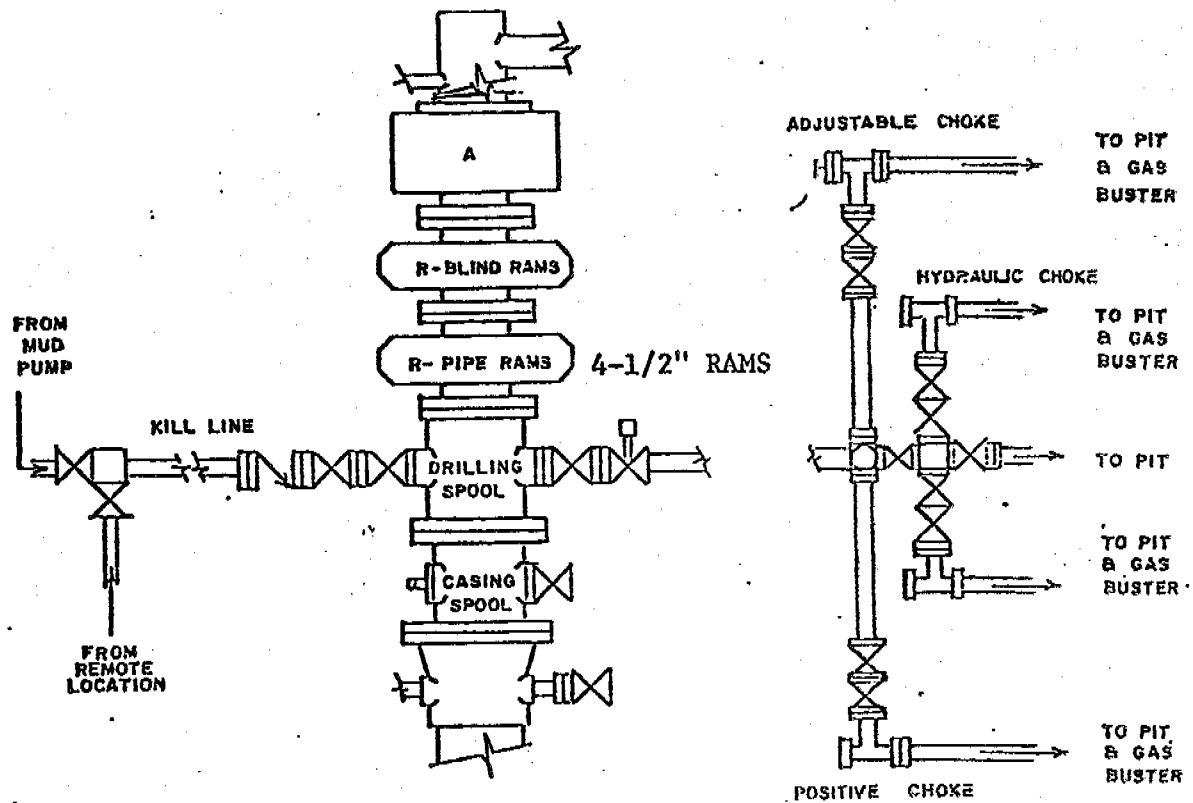 A
R-BLIND RAMS
R- PIPE RAMS
4-1/2" RAMS
FROM
MUD
PUMP
KILL LINE
DRILLING
SPOOL
CASING
SPOOL
FROM
REMOTE
LOCATION
ADJUSTABLE CHOKE
TO PIT
& GAS
BUSTER
HYDRAULIC CHOKE
TO PIT
& GAS
BUSTER
TO PIT
TO PIT
& GAS
BUSTER
TO PIT
& GAS
BUSTER
POSITIVE CHOKE